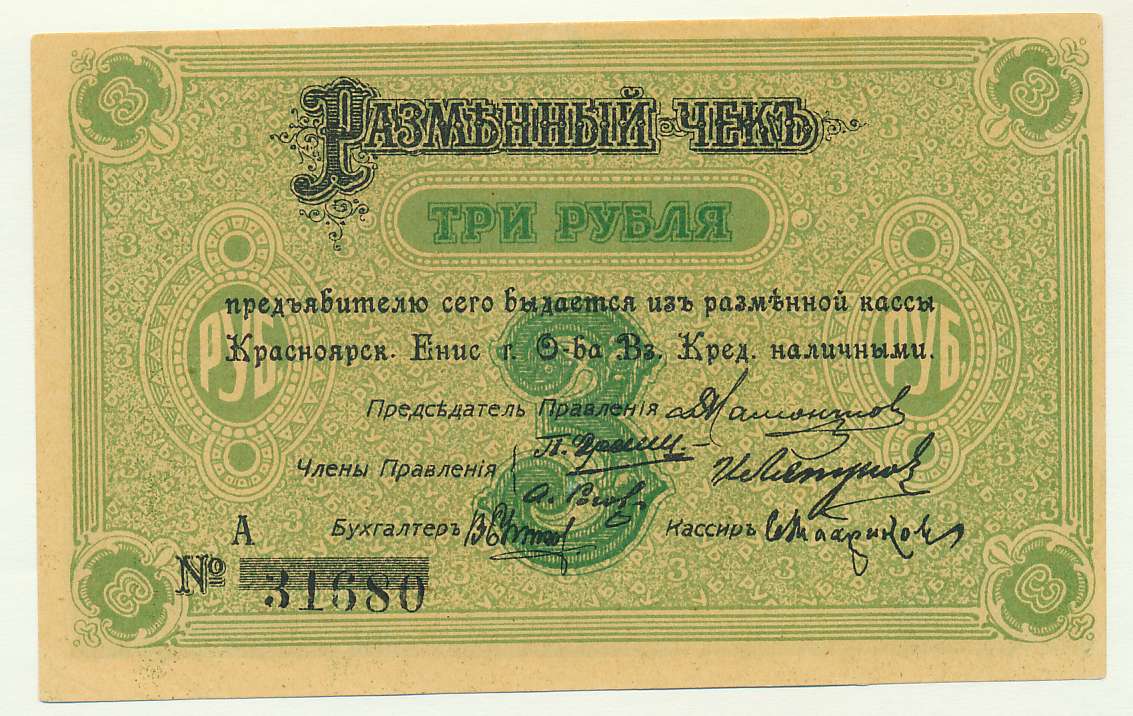 Размѣнный чекъ
ТРИ РУБЛЯ
предъявителю сего выдается изъ размѣнной кассы
Красноярск. Енис г. О-ва Вз. Кред. наличными.
РУБ 3 РУБ
Предсѣдатель Правленія
Члены Правленія
А Бухгалтеръ Кассиръ
№ 31680